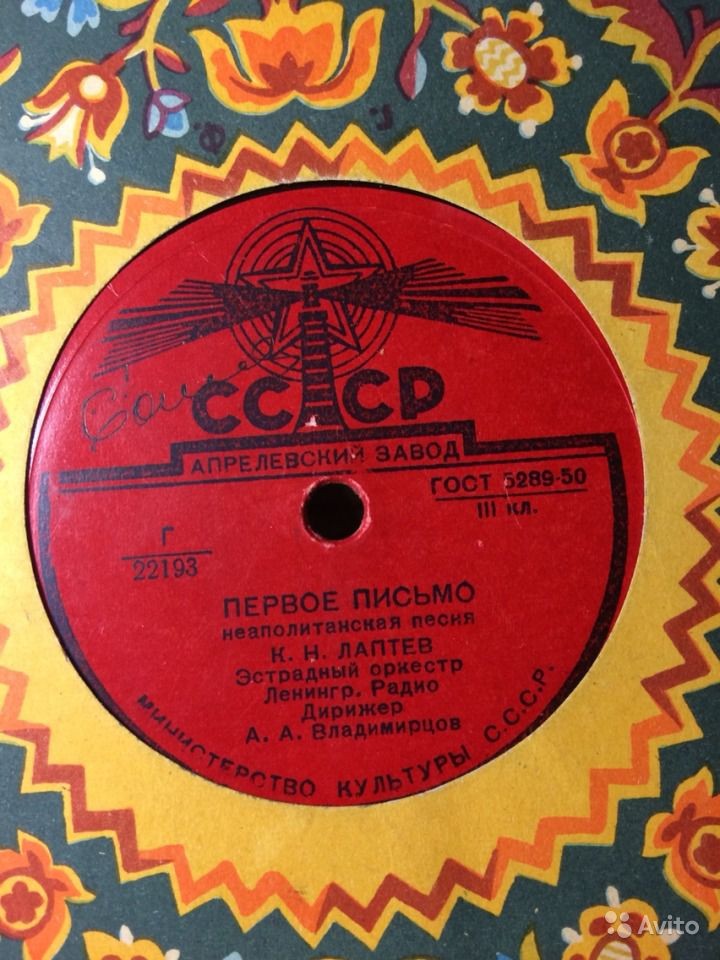 СССР
АПРЕЛЕВСКИЙ ЗАВОД
ГОСТ 5289-50
III кл.
Г
22193
ПЕРВОЕ ПИСЬМО
неаполитанская песня
К. Н. ЛАПТЕВ
Эстрадный оркестр
Ленингр. Радио
Дирижер
А. А. Владимирцов
МИНИСТЕРСТВО КУЛЬТУРЫ С.С.С.Р.
Avito